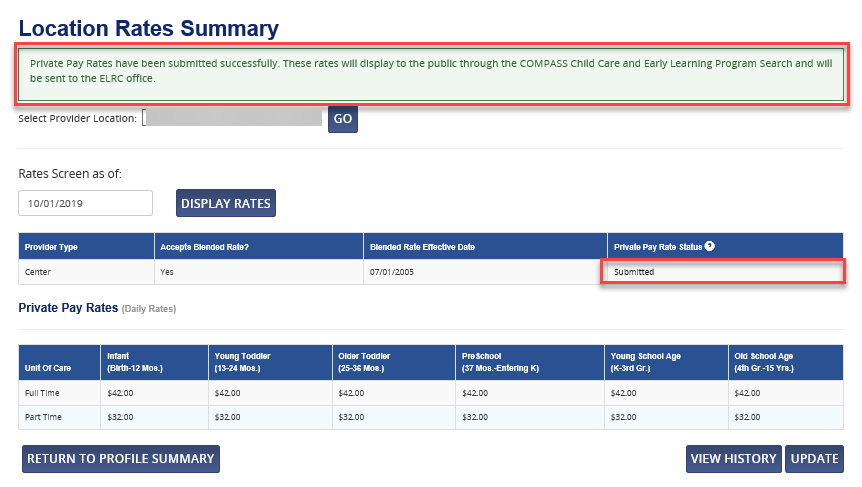 Location Rates Summary
Private Pay Rates have been submitted successfully. These rates will display to the public through the COMPASS Child Care and Early Learning Program Search and will
be sent to the ELRC office.
Select Provider Location: GO
Rates Screen as of:
10/01/2019 DISPLAY RATES
Provider Type Accepts Blended Rate? Blended Rate Effective Date Private Pay Rate Status ?
Center Yes 07/01/2005 Submitted
Private Pay Rates (Daily Rates)
Infant Young Toddler Older Toddler PreSchool Young School Age Old School Age
Unit Of Care (Birth-12 Mos.) (13-24 Mos.) (25-36 Mos.) (37 Mos.-Entering K) (K-3rd Gr.) (4th Gr.-15 Yrs.)
Full Time $42.00 $42.00 $42.00 $42.00 $42.00 $42.00
Part Time $32.00 $32.00 $32.00 $32.00 $32.00 $32.00
RETURN TO PROFILE SUMMARY VIEW HISTORY UPDATE